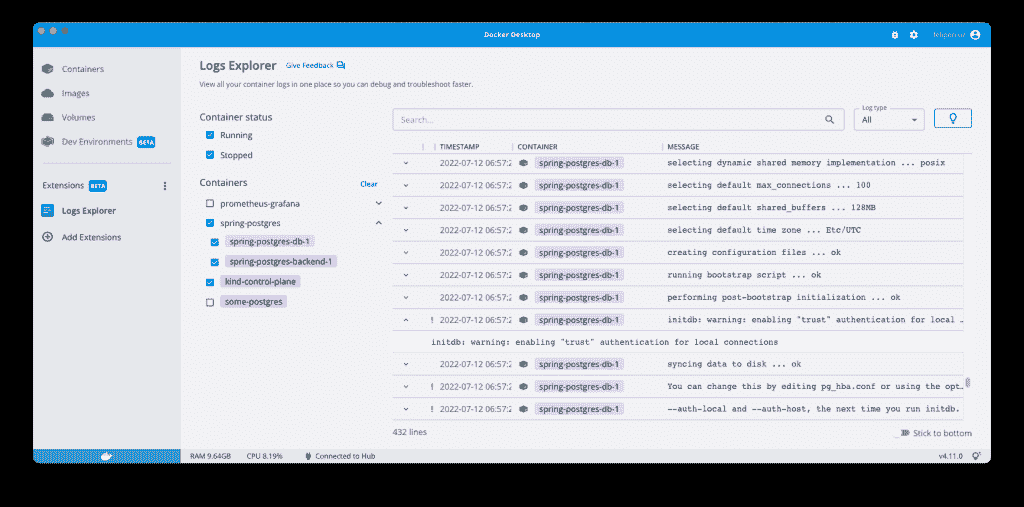 Docker Desktop
Containers
Images
Volumes
Dev Environments BETA
Extensions BETA
Logs Explorer
Add Extensions
Logs Explorer Give Feedback
View all your container logs in one place so you can debug and troubleshoot faster.
Container status
Running
Stopped
Containers Clear
prometheus-grafana
spring-postgres
spring-postgres-db-1
spring-postgres-backend-1
kind-control-plane
some-postgres
Search...
Log type
All
TIMESTAMP CONTAINER MESSAGE
2022-07-12 06:57:2 spring-postgres-db-1 selecting dynamic shared memory implementation ... posix
2022-07-12 06:57:2 spring-postgres-db-1 selecting default max_connections ... 100
2022-07-12 06:57:2 spring-postgres-db-1 selecting default shared_buffers ... 128MB
2022-07-12 06:57:2 spring-postgres-db-1 selecting default time zone ... Etc/UTC
2022-07-12 06:57:2 spring-postgres-db-1 creating configuration files ... ok
2022-07-12 06:57:2 spring-postgres-db-1 running bootstrap script ... ok
2022-07-12 06:57:2 spring-postgres-db-1 performing post-bootstrap initialization ... ok
! 2022-07-12 06:57:2 spring-postgres-db-1 initdb: warning: enabling "trust" authentication for local …
initdb: warning: enabling "trust" authentication for local connections
2022-07-12 06:57:2 spring-postgres-db-1 syncing data to disk ... ok
! 2022-07-12 06:57:2 spring-postgres-db-1 You can change this by editing pg_hba.conf or using the opt…
! 2022-07-12 06:57:2 spring-postgres-db-1 --auth-local and --auth-host, the next time you run initdb.
432 lines
Stick to bottom
RAM 9.64GB CPU 8.19% Connected to Hub
v4.11.0